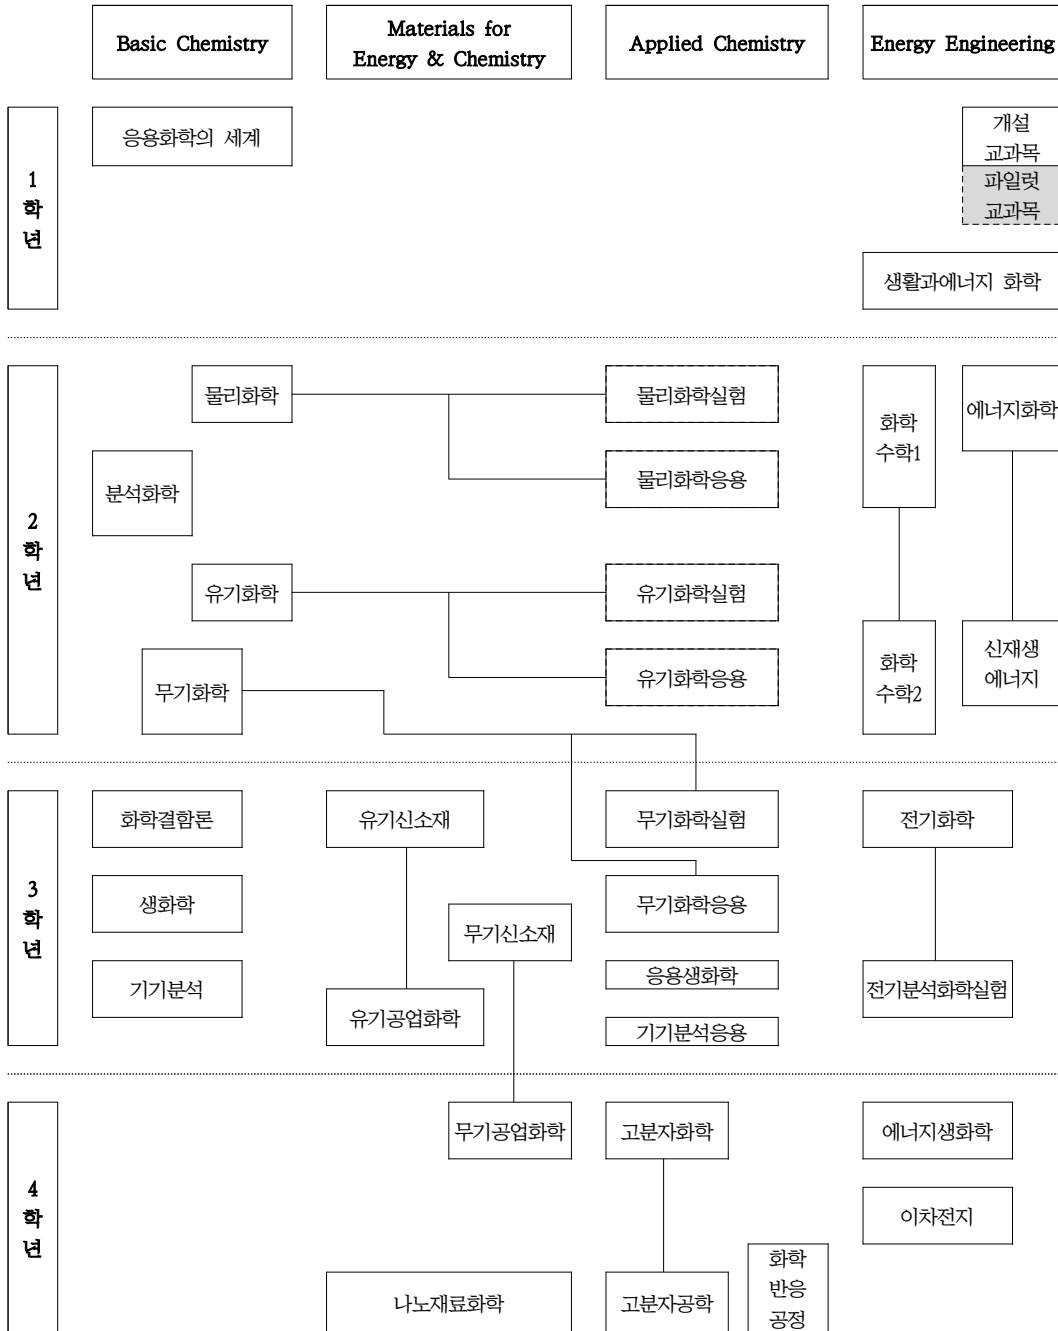 Basic Chemistry
Materials for
Energy & Chemistry
Applied Chemistry
Energy Engineering
1
학
년
응용화학의 세계
개설
교과목
파일럿
교과목
생활과에너지 화학
2
학
년
물리화학
물리화학실험
화학
수학1
에너지화학
분석화학
물리화학응용
유기화학
유기화학실험
무기화학
유기화학응용
화학
수학2
신재생
에너지
3
학
년
화학결합론
유기신소재
무기화학실험
전기화학
생화학
무기신소재
무기화학응용
기기분석
유기공업화학
응용생화학
전기분석화학실험
기기분석응용
4
학
년
무기공업화학
고분자화학
에너지생화학
이차전지
나노재료화학
고분자공학
화학
반응
공정